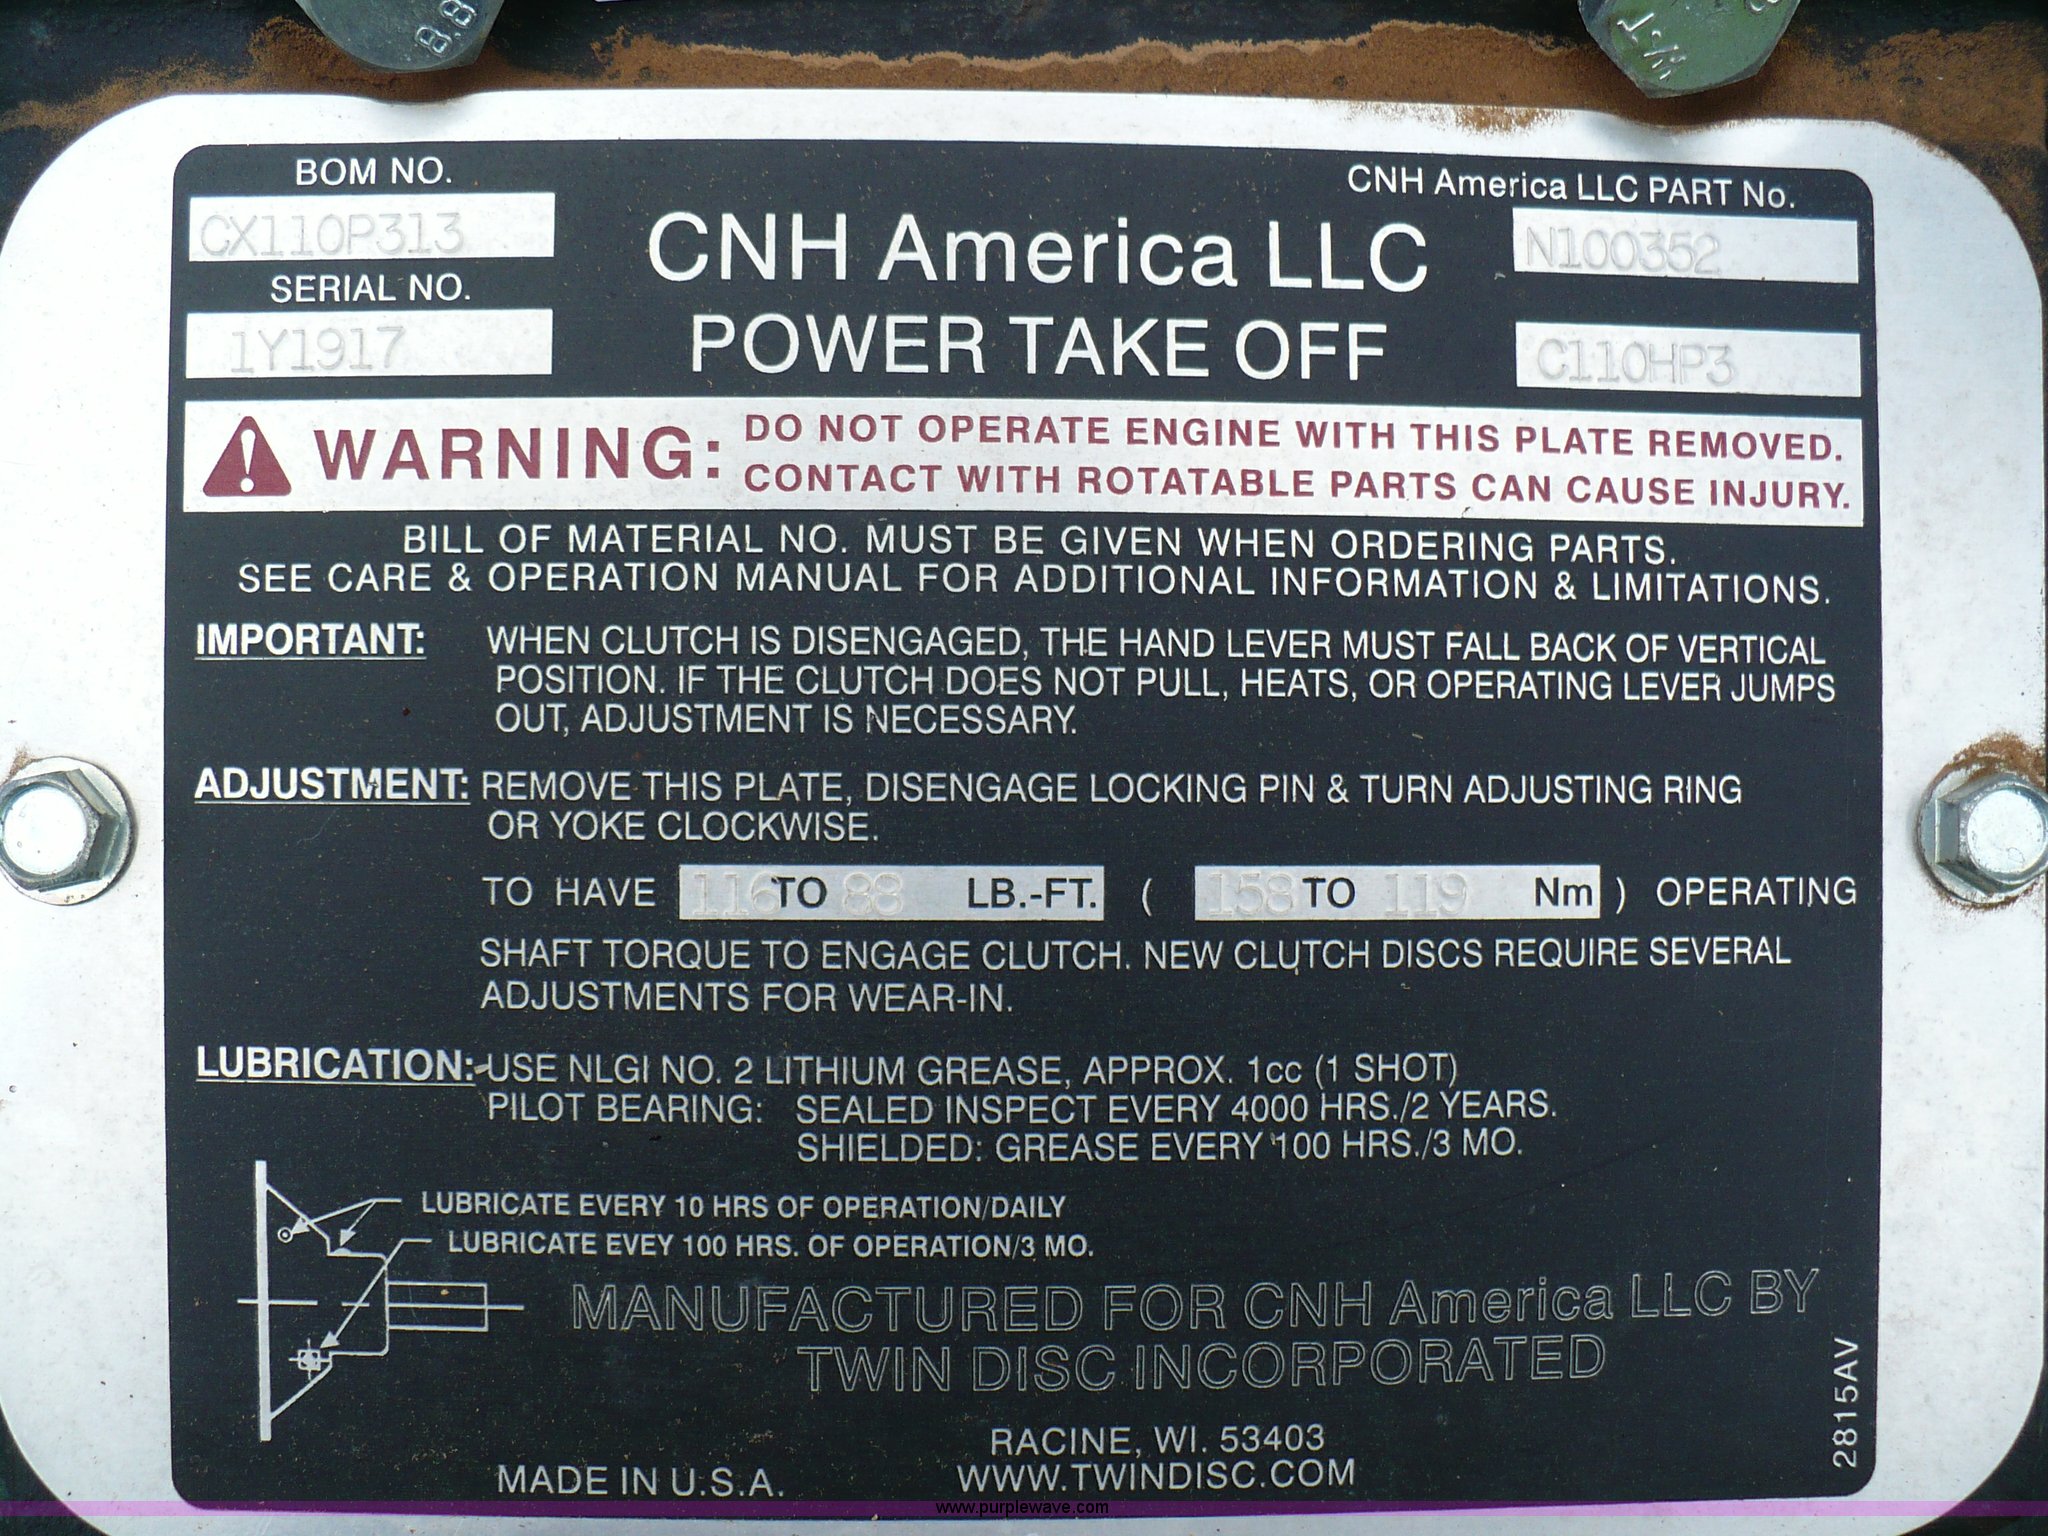 8.8
W.T
BOM NO.
CX110P313
SERIAL NO.
1Y1917
CNH America LLC
POWER TAKE OFF
CNH America LLC PART No.
N100352
C110HP3
WARNING: DO NOT OPERATE ENGINE WITH THIS PLATE REMOVED.
CONTACT WITH ROTATABLE PARTS CAN CAUSE INJURY.
BILL OF MATERIAL NO. MUST BE GIVEN WHEN ORDERING PARTS.
SEE CARE & OPERATION MANUAL FOR ADDITIONAL INFORMATION & LIMITATIONS.
IMPORTANT: WHEN CLUTCH IS DISENGAGED, THE HAND LEVER MUST FALL BACK OF VERTICAL
POSITION. IF THE CLUTCH DOES NOT PULL, HEATS, OR OPERATING LEVER JUMPS
OUT, ADJUSTMENT IS NECESSARY.
ADJUSTMENT: REMOVE THIS PLATE, DISENGAGE LOCKING PIN & TURN ADJUSTING RING
OR YOKE CLOCKWISE.
TO HAVE 116 TO 88 LB.-FT. ( 158 TO 119 Nm ) OPERATING
SHAFT TORQUE TO ENGAGE CLUTCH. NEW CLUTCH DISCS REQUIRE SEVERAL
ADJUSTMENTS FOR WEAR-IN.
LUBRICATION: USE NLGI NO. 2 LITHIUM GREASE, APPROX. 1cc (1 SHOT)
PILOT BEARING: SEALED INSPECT EVERY 4000 HRS./2 YEARS.
SHIELDED: GREASE EVERY 100 HRS./3 MO.
LUBRICATE EVERY 10 HRS OF OPERATION/DAILY
LUBRICATE EVEY 100 HRS. OF OPERATION/3 MO.
MANUFACTURED FOR CNH America LLC BY
TWIN DISC INCORPORATED
RACINE, WI. 53403
MADE IN U.S.A.
WWW.TWINDISC.COM
2815AV
www.purplewave.com